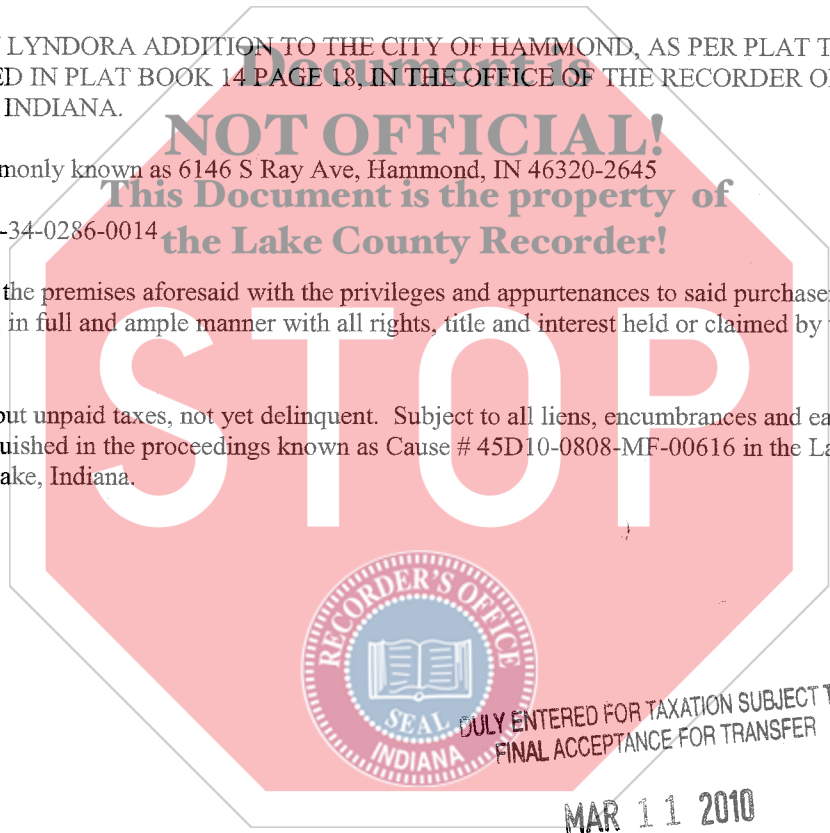 LYNDORA ADDITION TO THE CITY OF HAMMOND, AS PER PLAT T
ED IN PLAT BOOK 14 PAGE 18, IN THE OFFICE OF THE RECORDER O
INDIANA.
Document is
NOT OFFICIAL!
monly known as 6146 S Ray Ave, Hammond, IN 46320-2645
This Document is the property of
-34-0286-0014
the Lake County Recorder!
the premises aforesaid with the privileges and appurtenances to said purchase
in full and ample manner with all rights, title and interest held or claimed by
STOP
out unpaid taxes, not yet delinquent. Subject to all liens, encumbrances and ea
uished in the proceedings known as Cause # 45D10-0808-MF-00616 in the La
ake, Indiana.
RECORDER'S OFFICE
SEAL
INDIANA
DULY ENTERED FOR TAXATION SUBJECT T
FINAL ACCEPTANCE FOR TRANSFER
MAR 11 2010